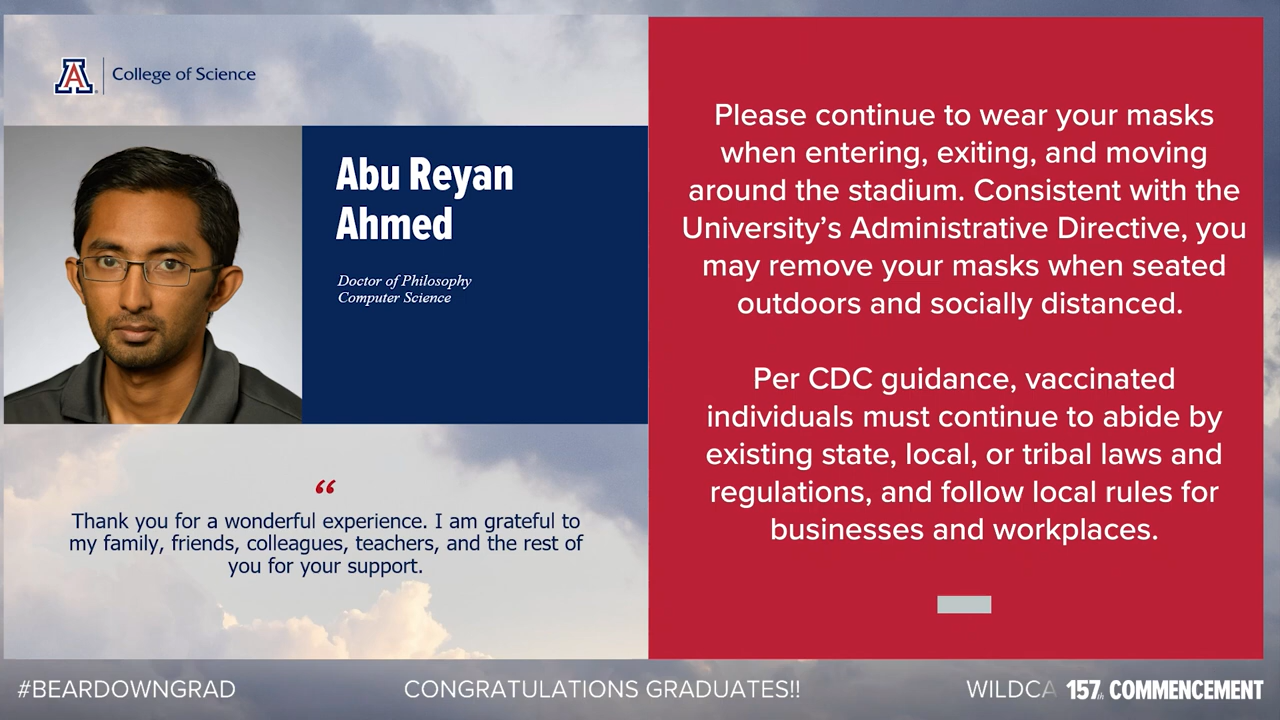 A
College of Science
Abu Reyan
Ahmed
Doctor of Philosophy
Computer Science
“
Thank you for a wonderful experience. I am grateful to
my family, friends, colleagues, teachers, and the rest of
you for your support.
Please continue to wear your masks
when entering, exiting, and moving
around the stadium. Consistent with the
University’s Administrative Directive, you
may remove your masks when seated
outdoors and socially distanced.
Per CDC guidance, vaccinated
individuals must continue to abide by
existing state, local, or tribal laws and
regulations, and follow local rules for
businesses and workplaces.
#BEARDOWNGRAD
CONGRATULATIONS GRADUATES!!
WILDCA
157th COMMENCEMENT